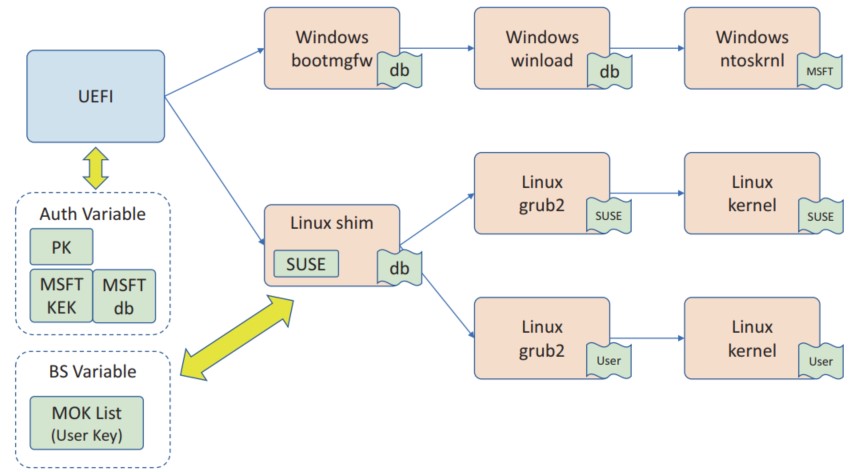 UEFI
Auth Variable
PK
MSFT
KEK
MSFT
db
BS Variable
MOK List
(User Key)
Windows
bootmgfw
db
Windows
winload
db
Windows
ntoskrnl
MSFT
Linux shim
SUSE
db
Linux
grub2
SUSE
Linux
kernel
SUSE
Linux
grub2
User
Linux
kernel
User